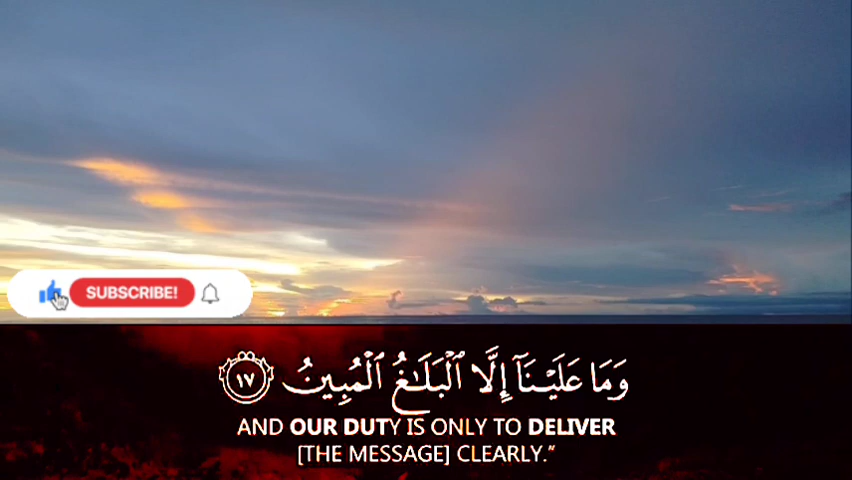 SUBSCRIBE!
وَمَا عَلَيْنَآ إِلَّا ٱلْبَلَـٰغُ ٱلْمُبِينُ ١٧
AND OUR DUTY IS ONLY TO DELIVER
[THE MESSAGE] CLEARLY.”